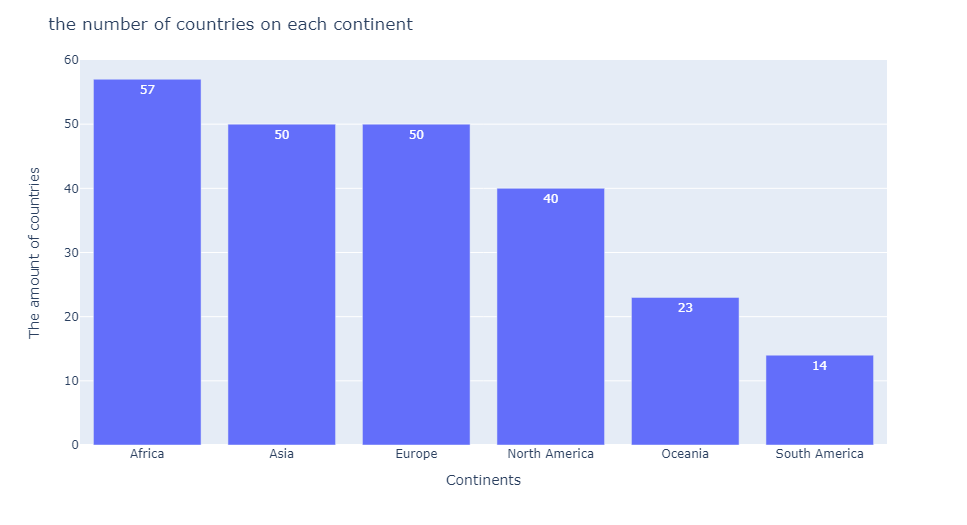 the number of countries on each continent
60
50
40
30
20
10
0
The amount of countries
57
50
50
40
23
14
Africa
Asia
Europe
North America
Oceania
South America
Continents